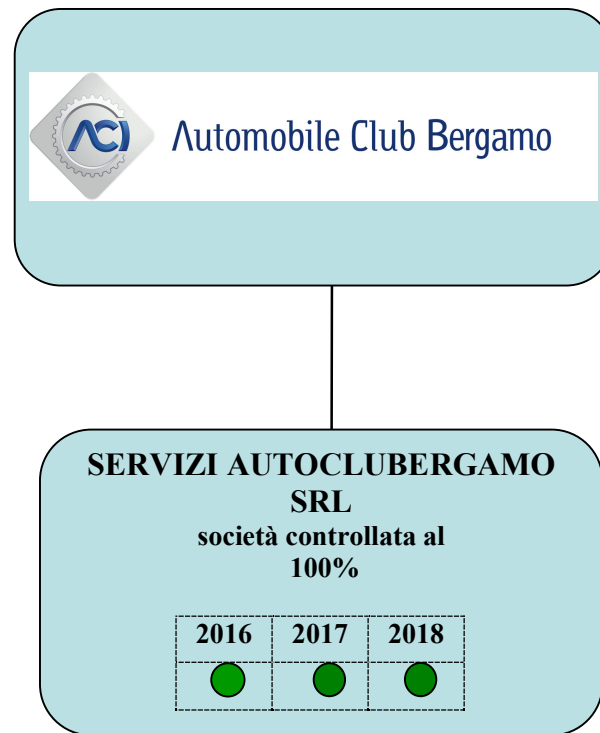 ACI
Automobile Club Bergamo
SERVIZI AUTOCLUBERGAMO
SRL
società controllata al
100%
2016 2017 2018